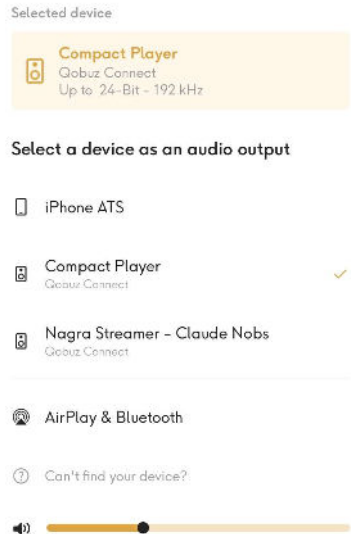 Selected device
Compact Player
Qobuz Connect
Up to 24-Bit - 192 kHz
Select a device as an audio output
iPhone ATS
Compact Player
Qobuz Connect
Nagra Streamer - Claude Nobs
Qobuz Connect
AirPlay & Bluetooth
Can't find your device?